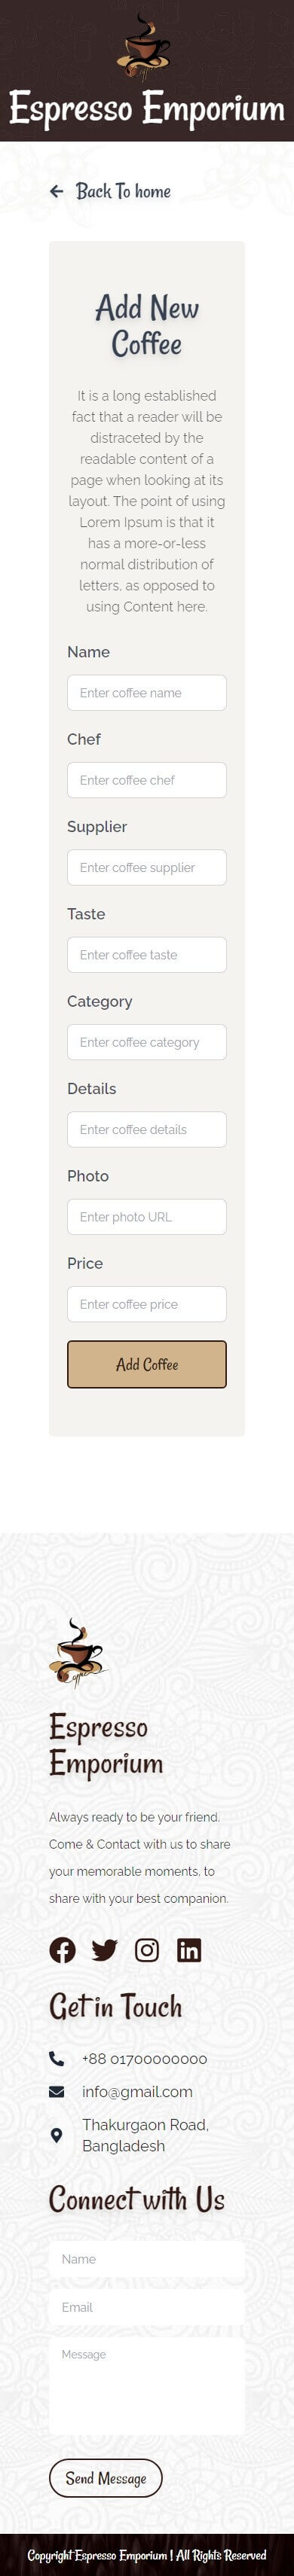 Espresso Emporium
Back To home
Add New
Coffee
It is a long established
fact that a reader will be
distraceted by the
readable content of a
page when looking at its
layout. The point of using
Lorem Ipsum is that it
has a more-or-less
normal distribution of
letters, as opposed to
using Content here.
Name
Enter coffee name
Chef
Enter coffee chef
Supplier
Enter coffee supplier
Taste
Enter coffee taste
Category
Enter coffee category
Details
Enter coffee details
Photo
Enter photo URL
Price
Enter coffee price
Add Coffee
Espresso
Emporium
Always ready to be your friend.
Come & Contact with us to share
your memorable moments, to
share with your best companion.
Get in Touch
+88 01700000000
info@gmail.com
Thakurgaon Road,
Bangladesh
Connect with Us
Name
Email
Message
Send Message
Copyright Espresso Emporium ! All Rights Reserved